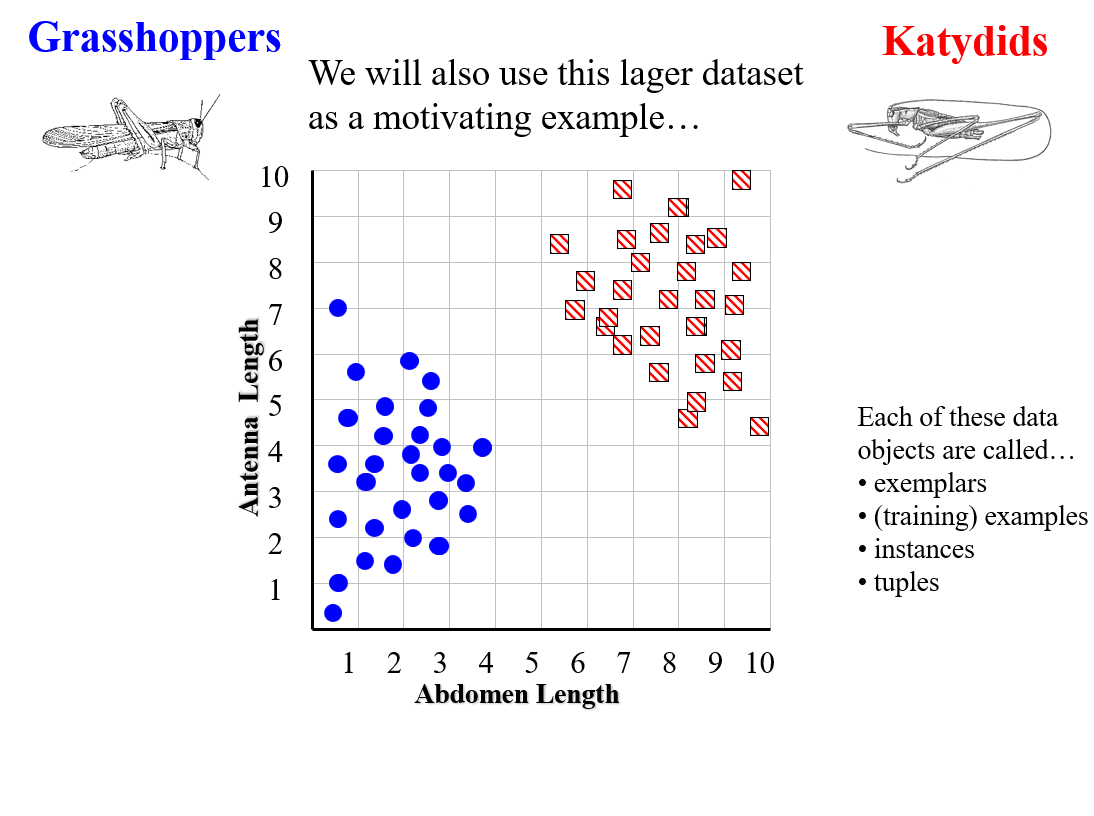 Grasshoppers
Katydids
We will also use this lager dataset
as a motivating example…
10
9
8
7
6
5
4
3
2
1
Antenna Length
1 2 3 4 5 6 7 8 9 10
Abdomen Length
Each of these data
objects are called…
• exemplars
• (training) examples
• instances
• tuples